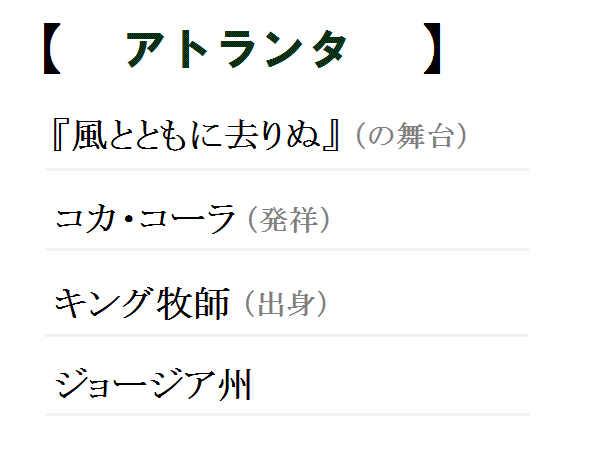 【 アトランタ 】
『風とともに去りぬ』（の舞台）
コカ・コーラ（発祥）
キング牧師（出身）
ジョージア州